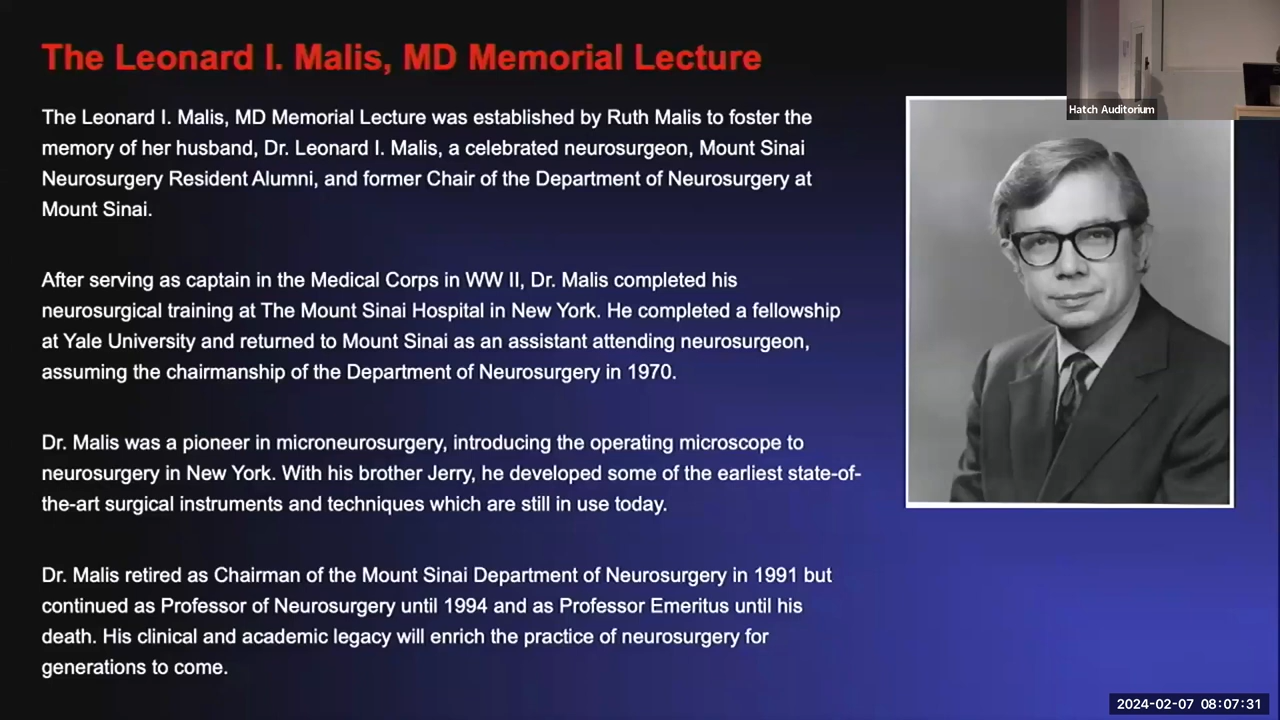 The Leonard I. Malis, MD Memorial Lecture
Hatch Auditorium
The Leonard I. Malis, MD Memorial Lecture was established by Ruth Malis to foster the
memory of her husband, Dr. Leonard I. Malis, a celebrated neurosurgeon, Mount Sinai
Neurosurgery Resident Alumni, and former Chair of the Department of Neurosurgery at
Mount Sinai.
After serving as captain in the Medical Corps in WW II, Dr. Malis completed his
neurosurgical training at The Mount Sinai Hospital in New York. He completed a fellowship
at Yale University and returned to Mount Sinai as an assistant attending neurosurgeon,
assuming the chairmanship of the Department of Neurosurgery in 1970.
Dr. Malis was a pioneer in microneurosurgery, introducing the operating microscope to
neurosurgery in New York. With his brother Jerry, he developed some of the earliest state-of-
the-art surgical instruments and techniques which are still in use today.
Dr. Malis retired as Chairman of the Mount Sinai Department of Neurosurgery in 1991 but
continued as Professor of Neurosurgery until 1994 and as Professor Emeritus until his
death. His clinical and academic legacy will enrich the practice of neurosurgery for
generations to come.
2024-02-07 08:07:31